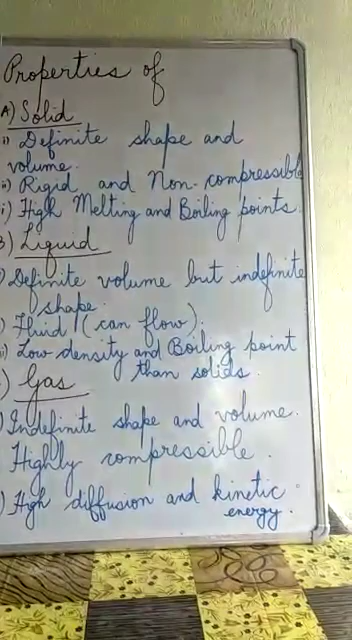 Properties of
A) Solid
i) Definite shape and
volume.
ii) Rigid and Non-compressible
i) High Melting and Boiling points.
B) Liquid
) Definite volume but indefinite
shape.
) Fluid (can flow).
ii) Low density and Boiling point
than solids.
) Gas
) Indefinite shape and volume.
Highly compressible.
) High diffusion and kinetic
energy.